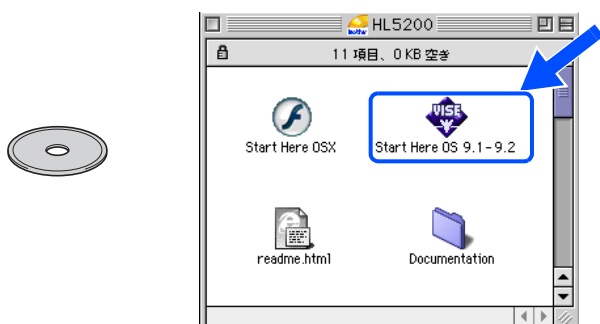 brother HL5200
11 項目、0 KB 空き
Start Here OSX
VISE
Start Here OS 9.1-9.2
readme.html
Documentation